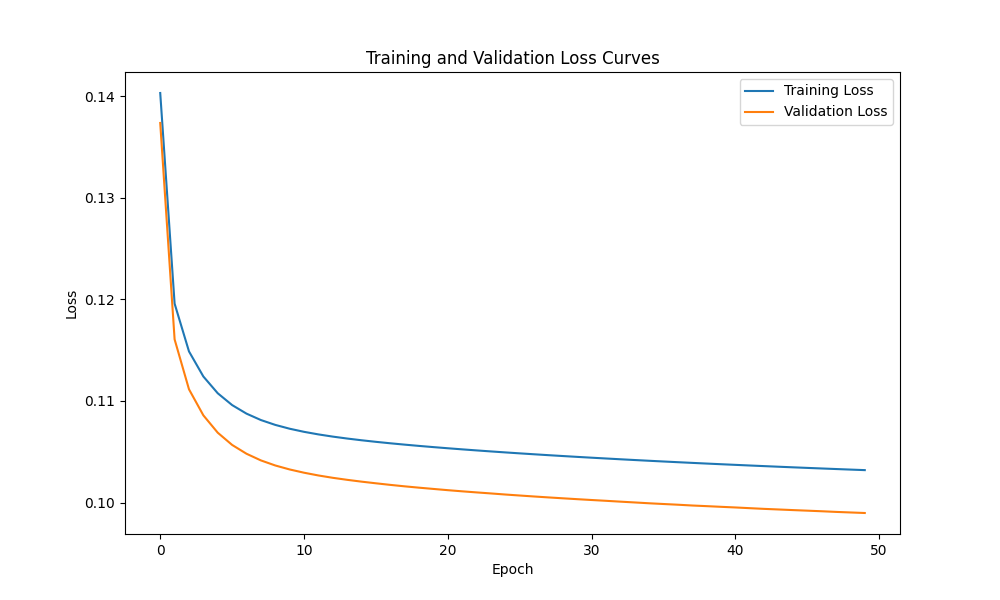 Training and Validation Loss Curves
Training Loss
Validation Loss
0.14
0.13
0.12
0.11
0.10
Loss
0
10
20
30
40
50
Epoch